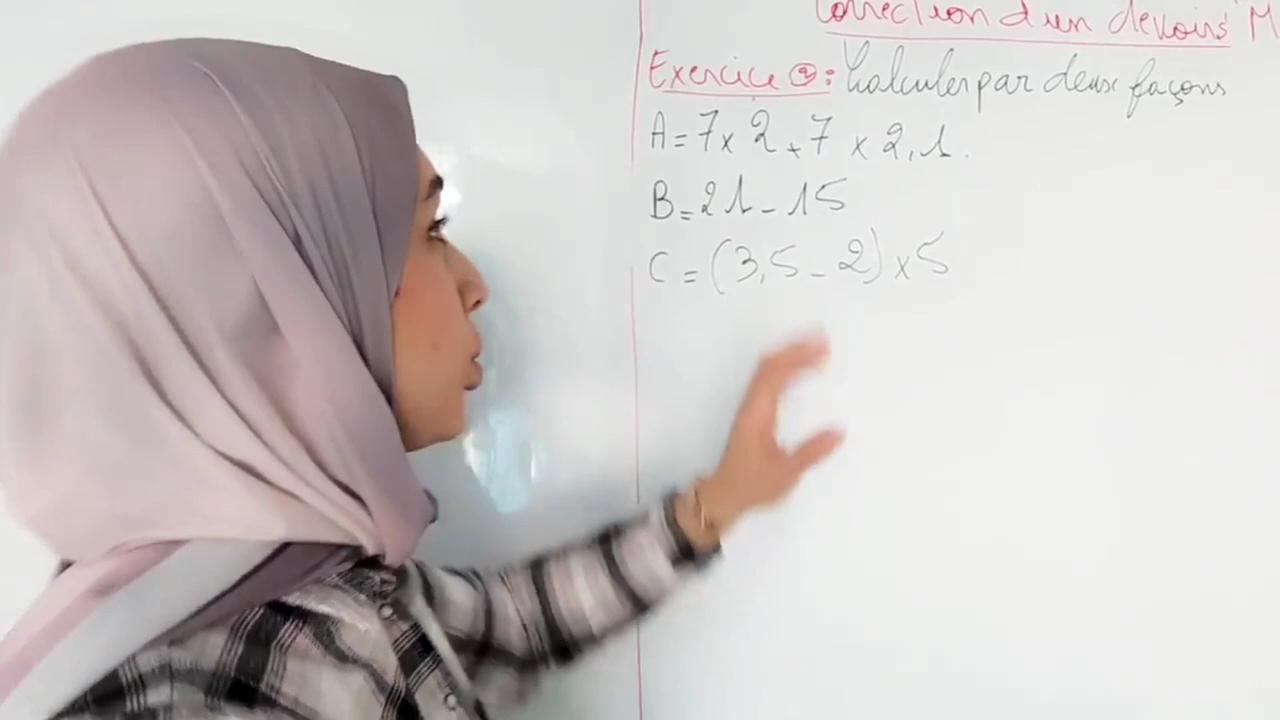 Correction d'un devoirs M
Exercice 2: Calculer par deux façons
A = 7 x 2 + 7 x 2,1.
B = 21 - 15
C = (3,5 - 2) x 5